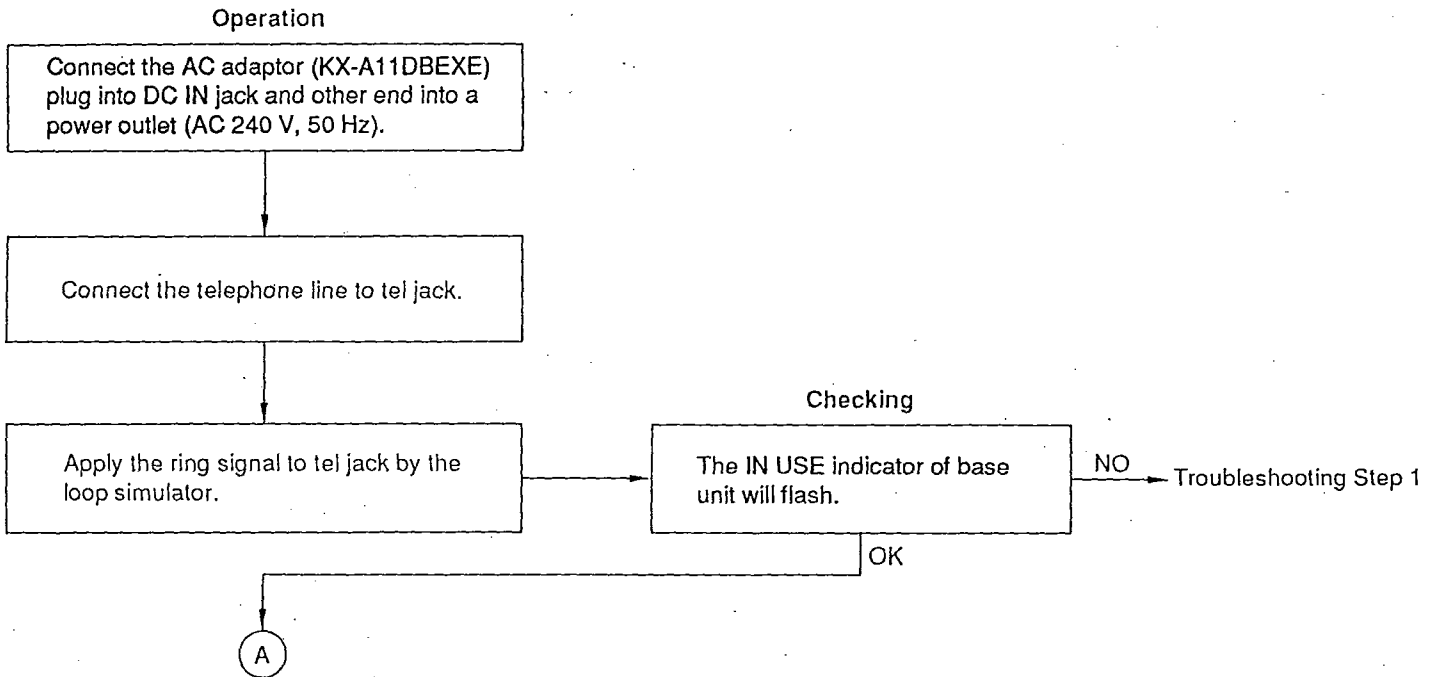 Operation
Connect the AC adaptor (KX-A11DBEXE)
plug into DC IN jack and other end into a
power outlet (AC 240 V, 50 Hz).
Connect the telephone line to tel jack.
Apply the ring signal to tel jack by the
loop simulator.
Checking
The IN USE indicator of base
unit will flash.
NO
Troubleshooting Step 1
OK
A